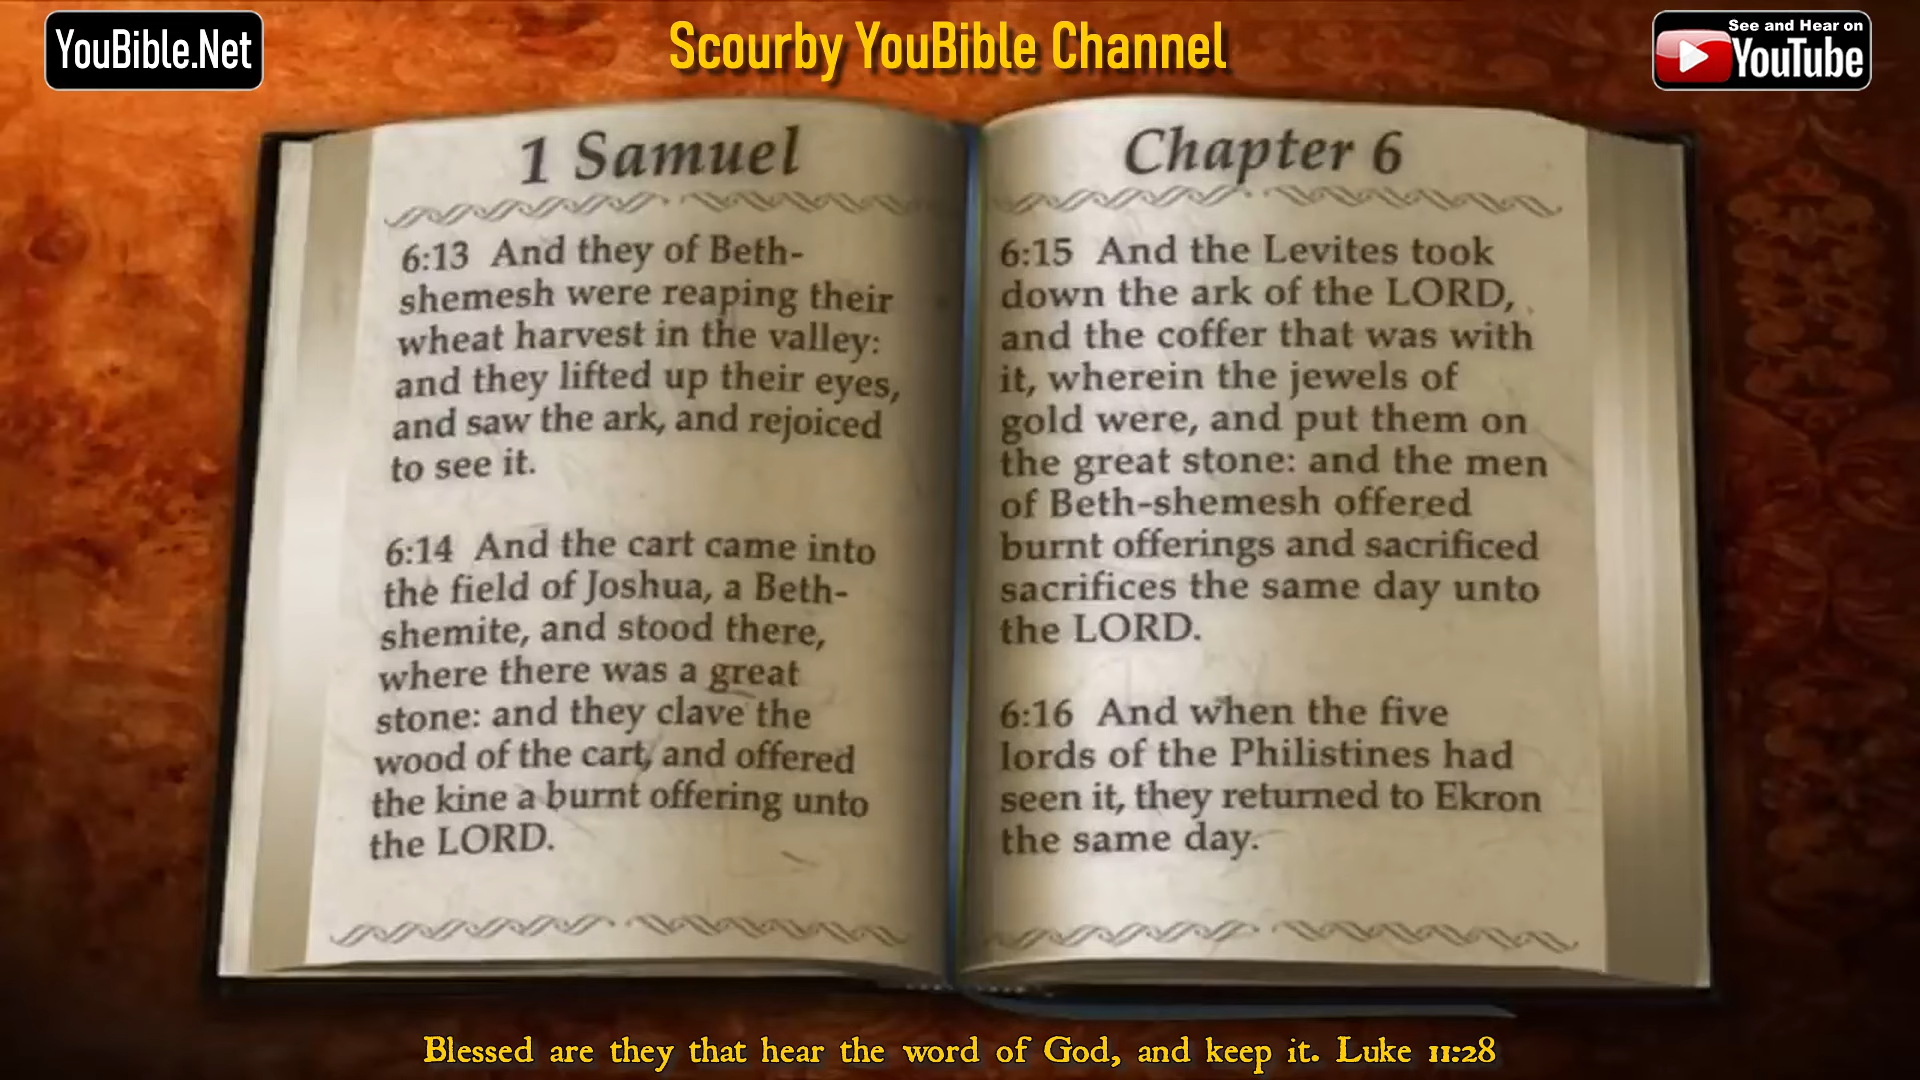 YouBible.Net
Scourby YouBible Channel
See and Hear on
YouTube
1 Samuel
6:13 And they of Beth-
shemesh were reaping their
wheat harvest in the valley:
and they lifted up their eyes,
and saw the ark, and rejoiced
to see it.
6:14 And the cart came into
the field of Joshua, a Beth-
shemite, and stood there,
where there was a great
stone: and they clave the
wood of the cart, and offered
the kine a burnt offering unto
the LORD.
Chapter 6
6:15 And the Levites took
down the ark of the LORD,
and the coffer that was with
it, wherein the jewels of
gold were, and put them on
the great stone: and the men
of Beth-shemesh offered
burnt offerings and sacrificed
sacrifices the same day unto
the LORD.
6:16 And when the five
lords of the Philistines had
seen it, they returned to Ekron
the same day.
Blessed are they that hear the word of God, and keep it. Luke 11:28